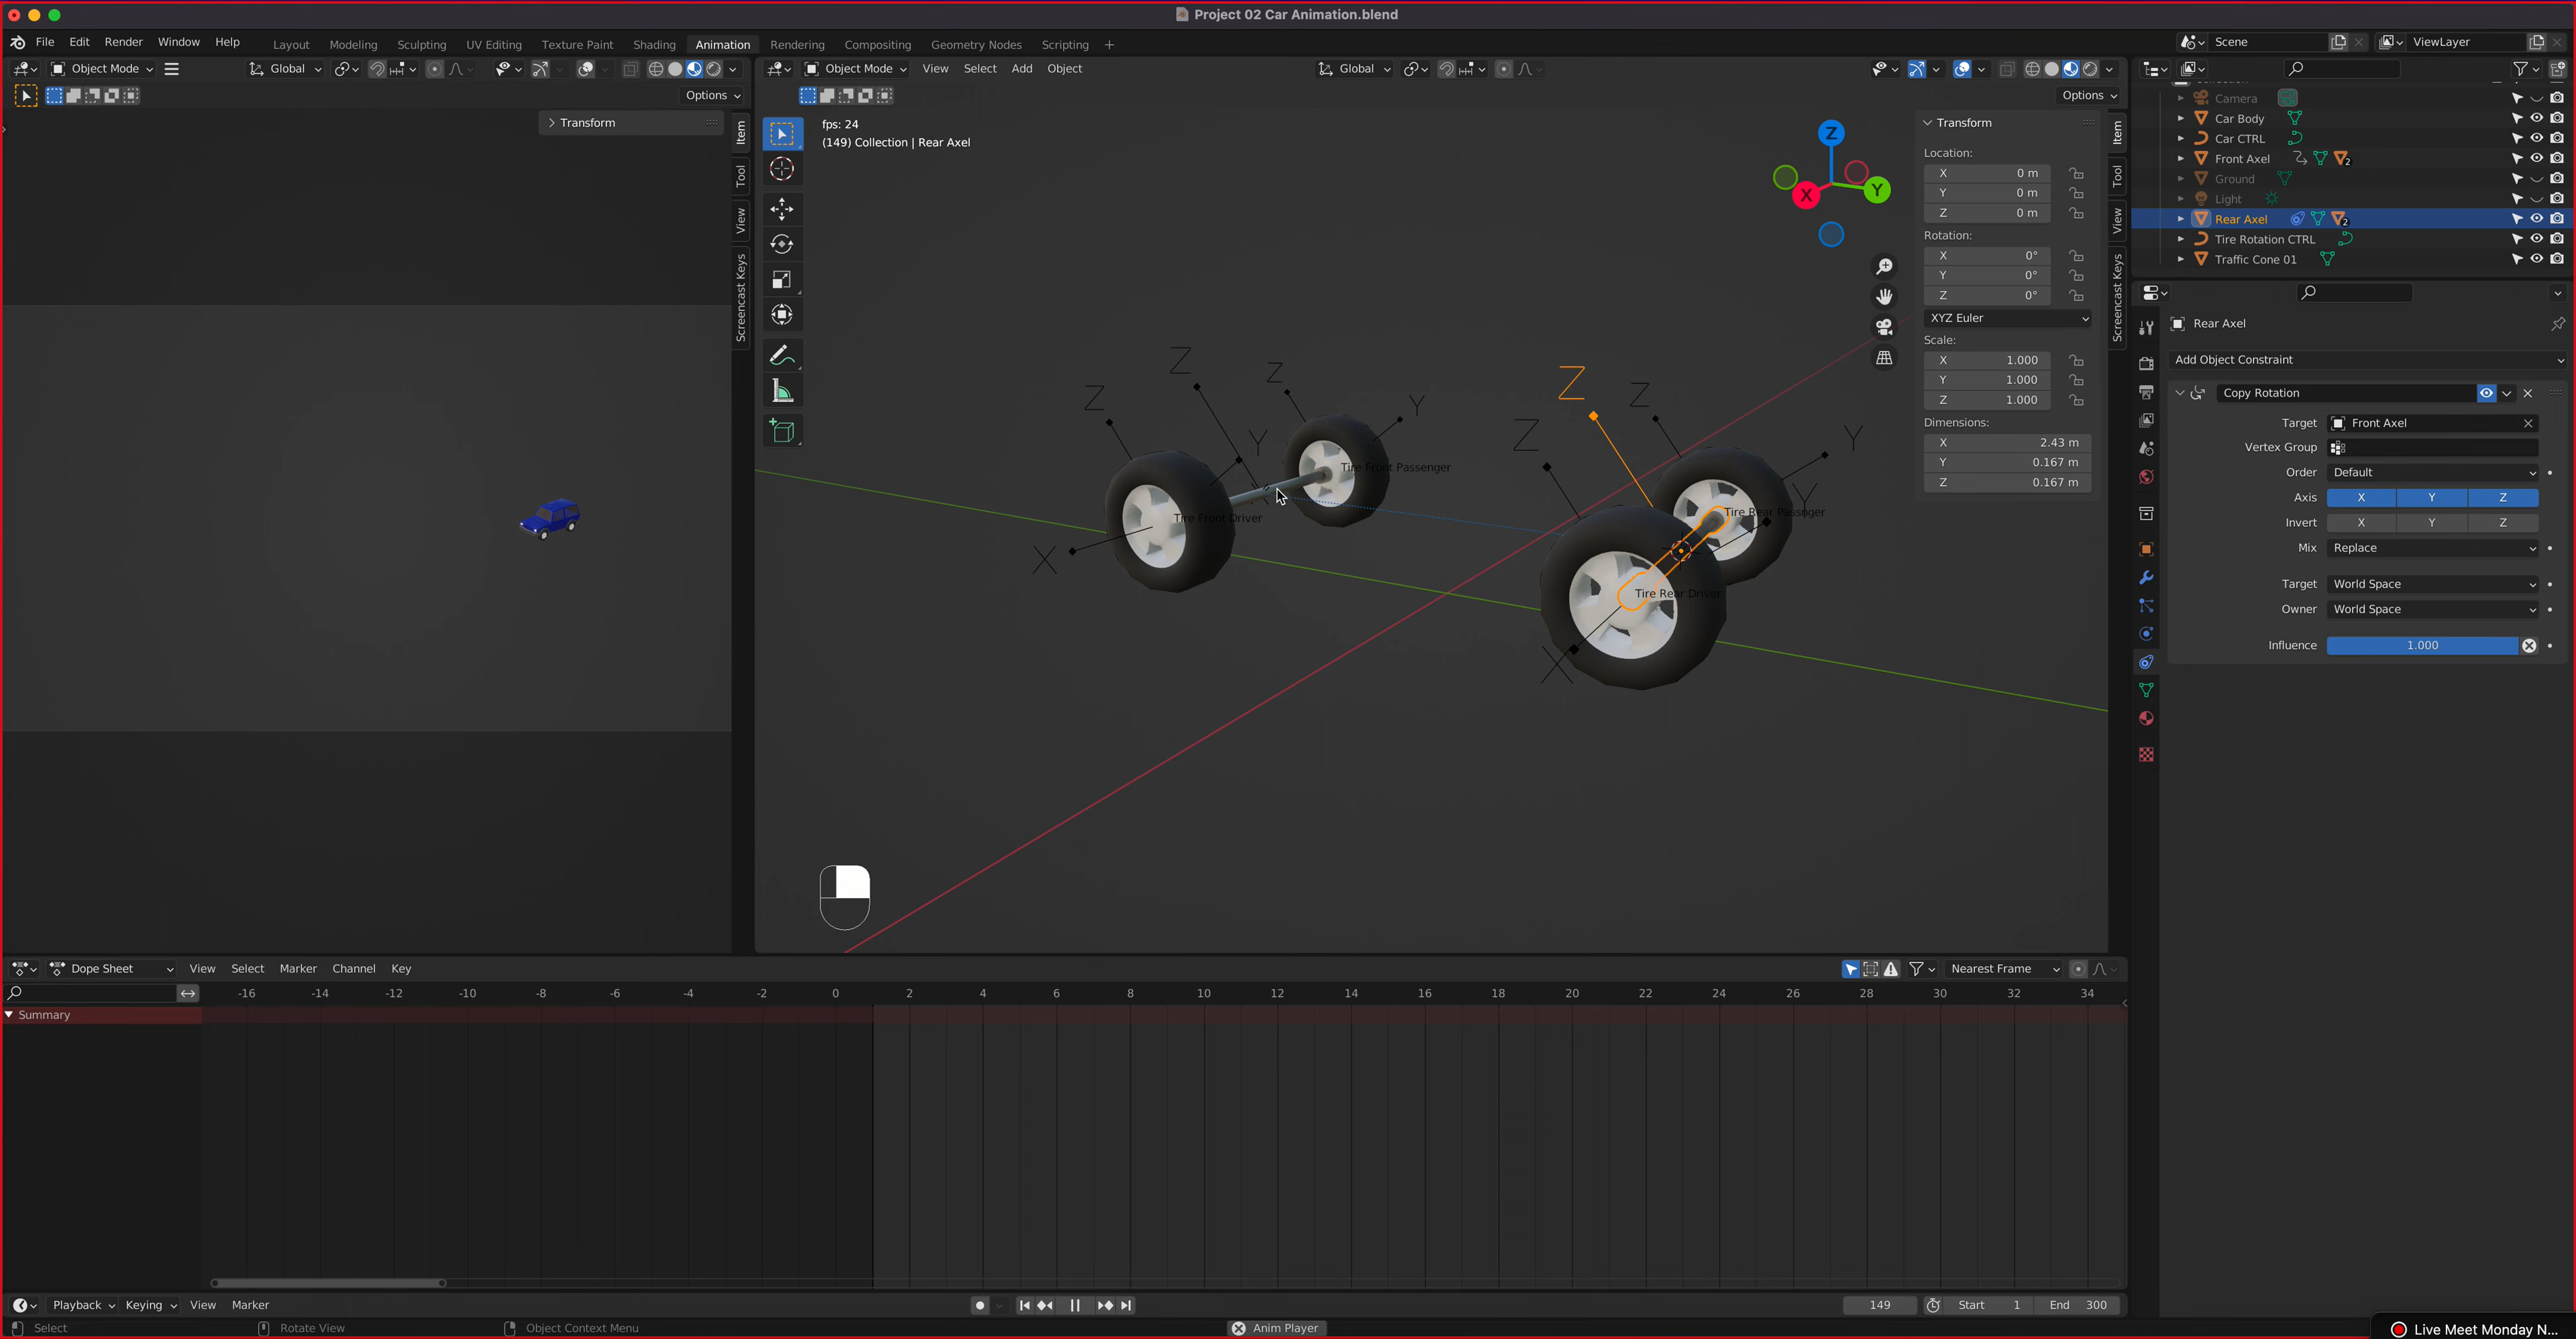 Project 02 Car Animation.blend
File Edit Render Window Help Layout Modeling Sculpting UV Editing Texture Paint Shading Animation Rendering Compositing Geometry Nodes Scripting + Scene ViewLayer
Object Mode Global
Object Mode View Select Add Object Global
Options
Options
Transform
Item
Tool
View
Screencast Keys
fps: 24
(149) Collection | Rear Axel
Z
Y
X
Transform
Location:
X 0 m
Y 0 m
Z 0 m
Rotation:
X 0°
Y 0°
Z 0°
XYZ Euler
Scale:
X 1.000
Y 1.000
Z 1.000
Dimensions:
X 2.43 m
Y 0.167 m
Z 0.167 m
Item
Tool
View
Screencast Keys
Z Z Z Y Y X
Tire Front Passenger
Tire Front Driver
Z Z Z Y Y X
Tire Rear Passnger
Tire Rear Driver
Camera
Car Body
Car CTRL
Front Axel 2
Ground
Light
Rear Axel 2
Tire Rotation CTRL
Traffic Cone 01
Rear Axel
Add Object Constraint
Copy Rotation
Target Front Axel
Vertex Group
Order Default
Axis X Y Z
Invert X Y Z
Mix Replace
Target World Space
Owner World Space
Influence 1.000
Dope Sheet View Select Marker Channel Key Nearest Frame
-16 -14 -12 -10 -8 -6 -4 -2 0 2 4 6 8 10 12 14 16 18 20 22 24 26 28 30 32 34
Summary
Playback Keying View Marker 149 Start 1 End 300
Select Rotate View Object Context Menu Anim Player
Live Meet Monday N...